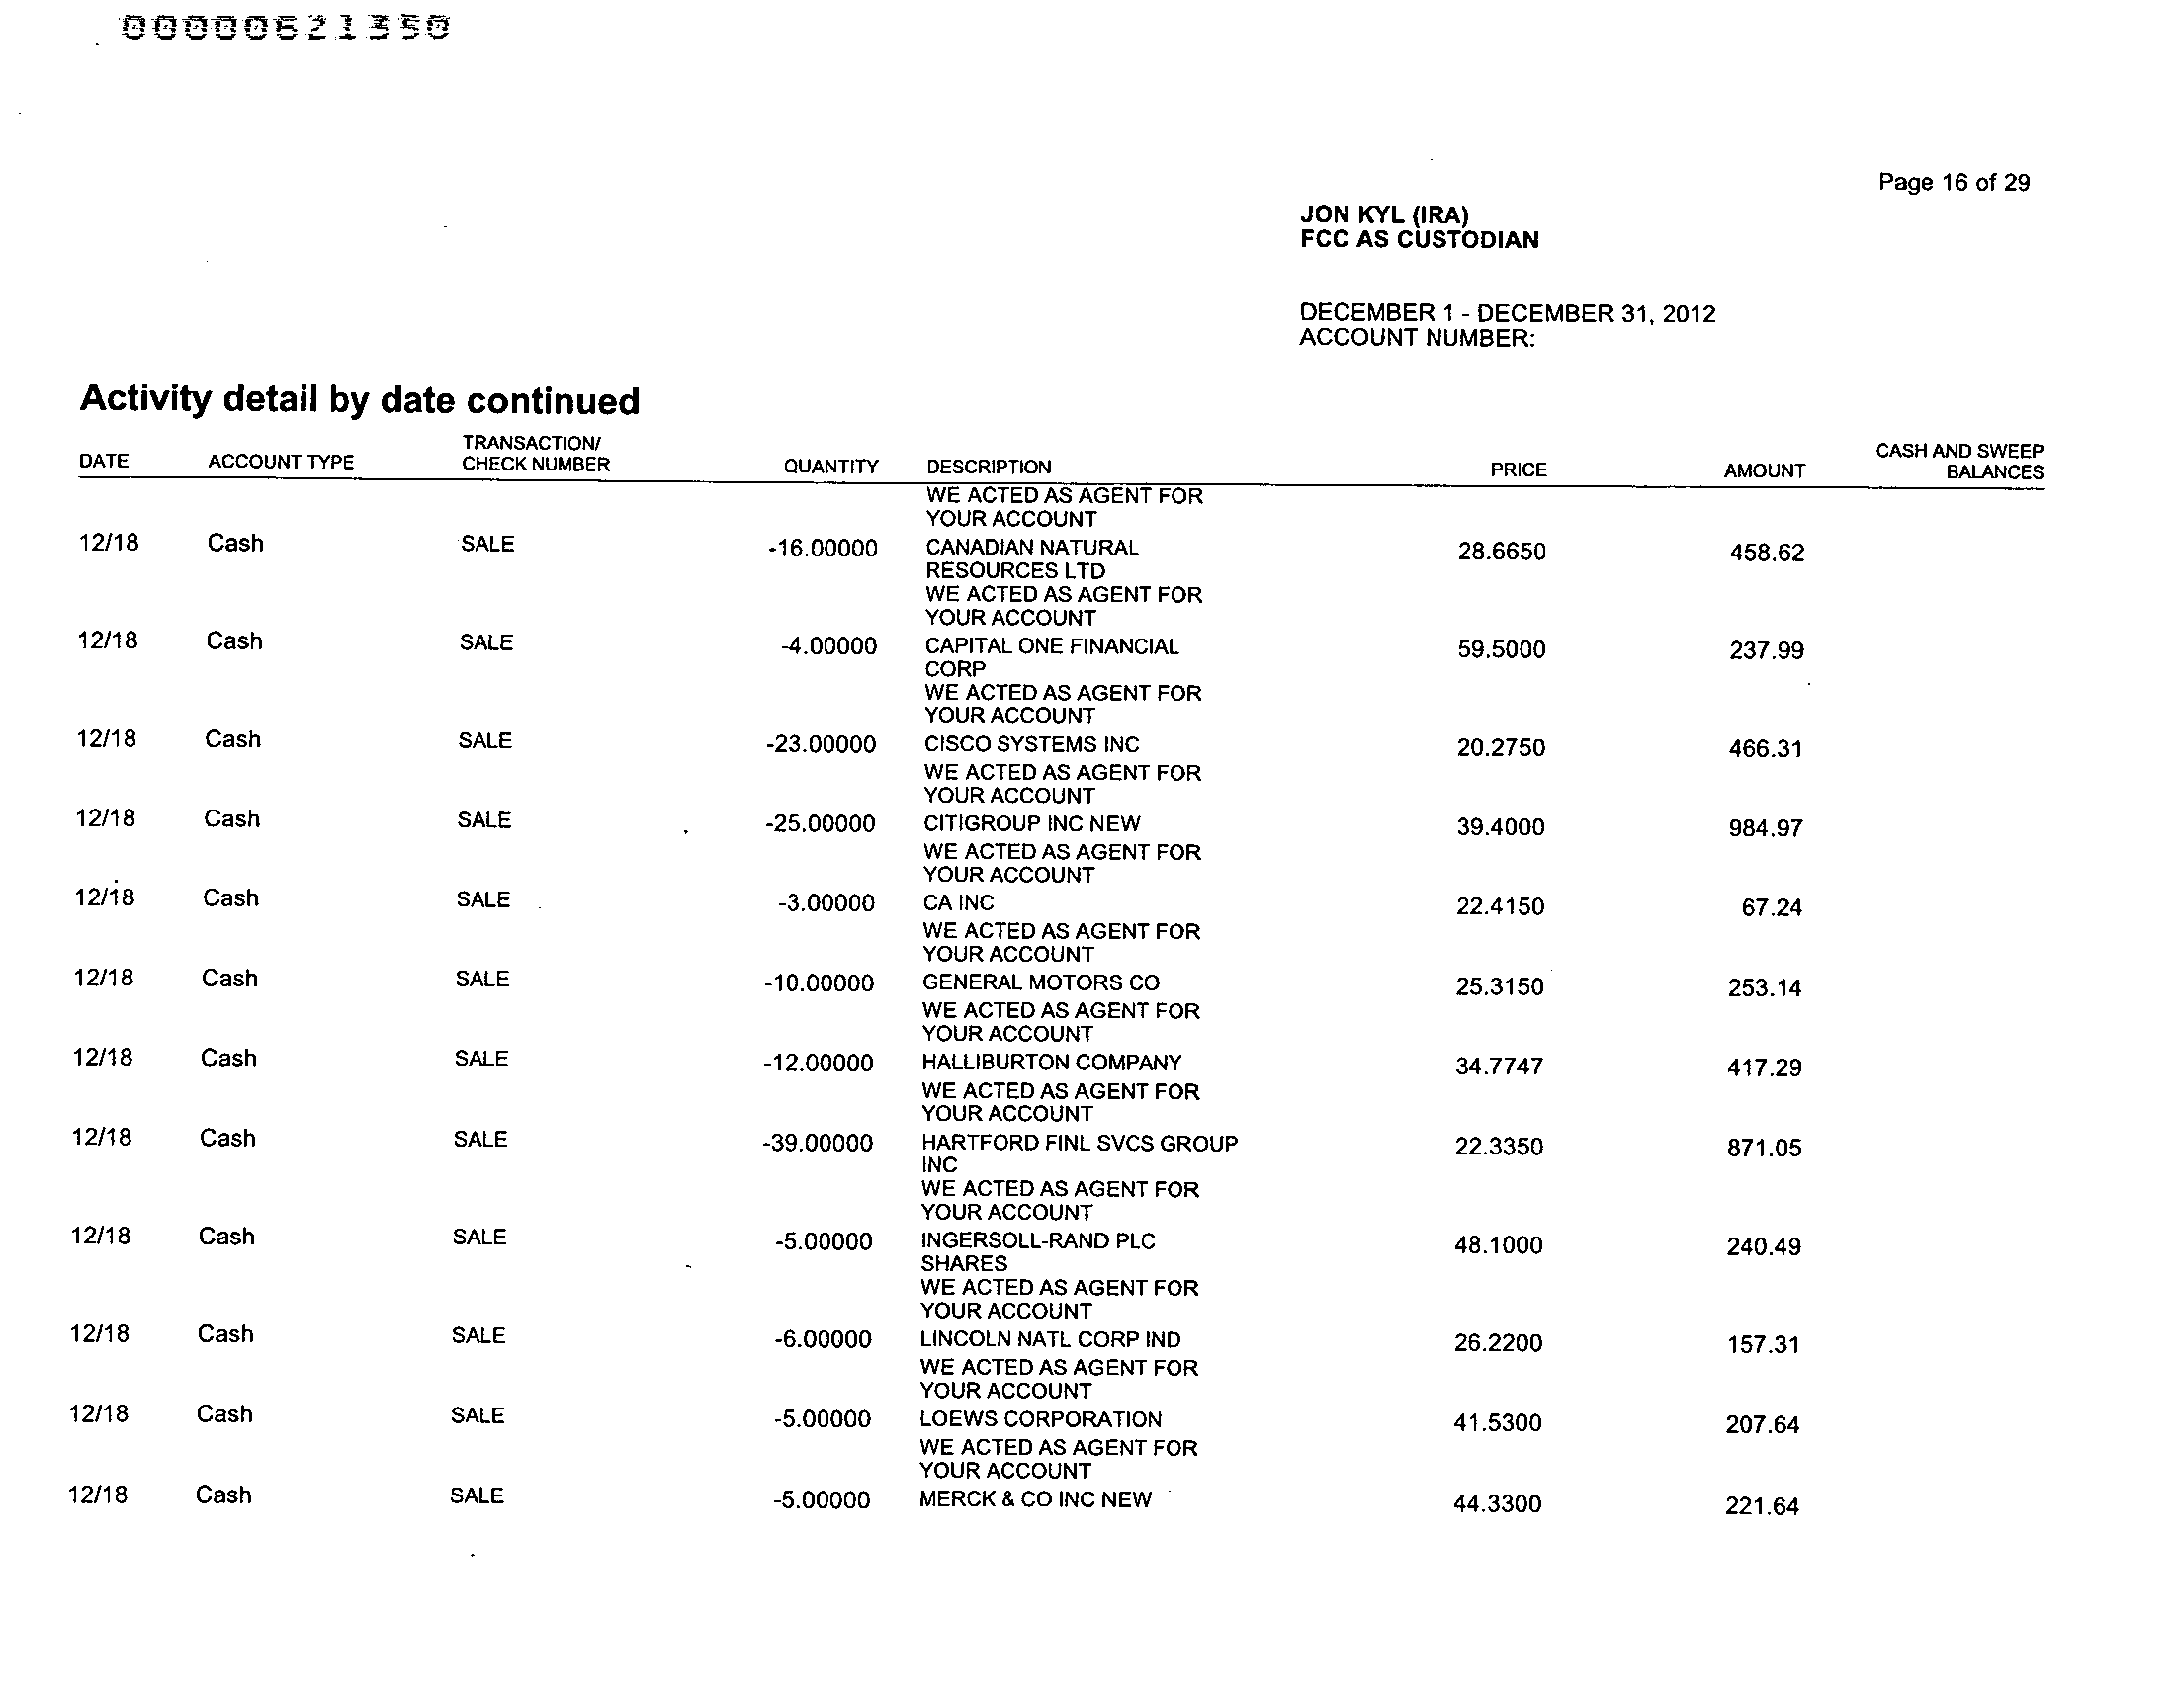 00000621350
Page 16 of 29
JON KYL (IRA)
FCC AS CUSTODIAN
DECEMBER 1 - DECEMBER 31, 2012
ACCOUNT NUMBER:
Activity detail by date continued
DATE ACCOUNT TYPE TRANSACTION/ CHECK NUMBER QUANTITY DESCRIPTION PRICE AMOUNT CASH AND SWEEP BALANCES
WE ACTED AS AGENT FOR
YOUR ACCOUNT
12/18 Cash SALE -16.00000 CANADIAN NATURAL 28.6650 458.62
RESOURCES LTD
WE ACTED AS AGENT FOR
YOUR ACCOUNT
12/18 Cash SALE -4.00000 CAPITAL ONE FINANCIAL 59.5000 237.99
CORP
WE ACTED AS AGENT FOR
YOUR ACCOUNT
12/18 Cash SALE -23.00000 CISCO SYSTEMS INC 20.2750 466.31
WE ACTED AS AGENT FOR
YOUR ACCOUNT
12/18 Cash SALE -25.00000 CITIGROUP INC NEW 39.4000 984.97
WE ACTED AS AGENT FOR
YOUR ACCOUNT
12/18 Cash SALE -3.00000 CA INC 22.4150 67.24
WE ACTED AS AGENT FOR
YOUR ACCOUNT
12/18 Cash SALE -10.00000 GENERAL MOTORS CO 25.3150 253.14
WE ACTED AS AGENT FOR
YOUR ACCOUNT
12/18 Cash SALE -12.00000 HALLIBURTON COMPANY 34.7747 417.29
WE ACTED AS AGENT FOR
YOUR ACCOUNT
12/18 Cash SALE -39.00000 HARTFORD FINL SVCS GROUP 22.3350 871.05
INC
WE ACTED AS AGENT FOR
YOUR ACCOUNT
12/18 Cash SALE -5.00000 INGERSOLL-RAND PLC 48.1000 240.49
SHARES
WE ACTED AS AGENT FOR
YOUR ACCOUNT
12/18 Cash SALE -6.00000 LINCOLN NATL CORP IND 26.2200 157.31
WE ACTED AS AGENT FOR
YOUR ACCOUNT
12/18 Cash SALE -5.00000 LOEWS CORPORATION 41.5300 207.64
WE ACTED AS AGENT FOR
YOUR ACCOUNT
12/18 Cash SALE -5.00000 MERCK & CO INC NEW 44.3300 221.64